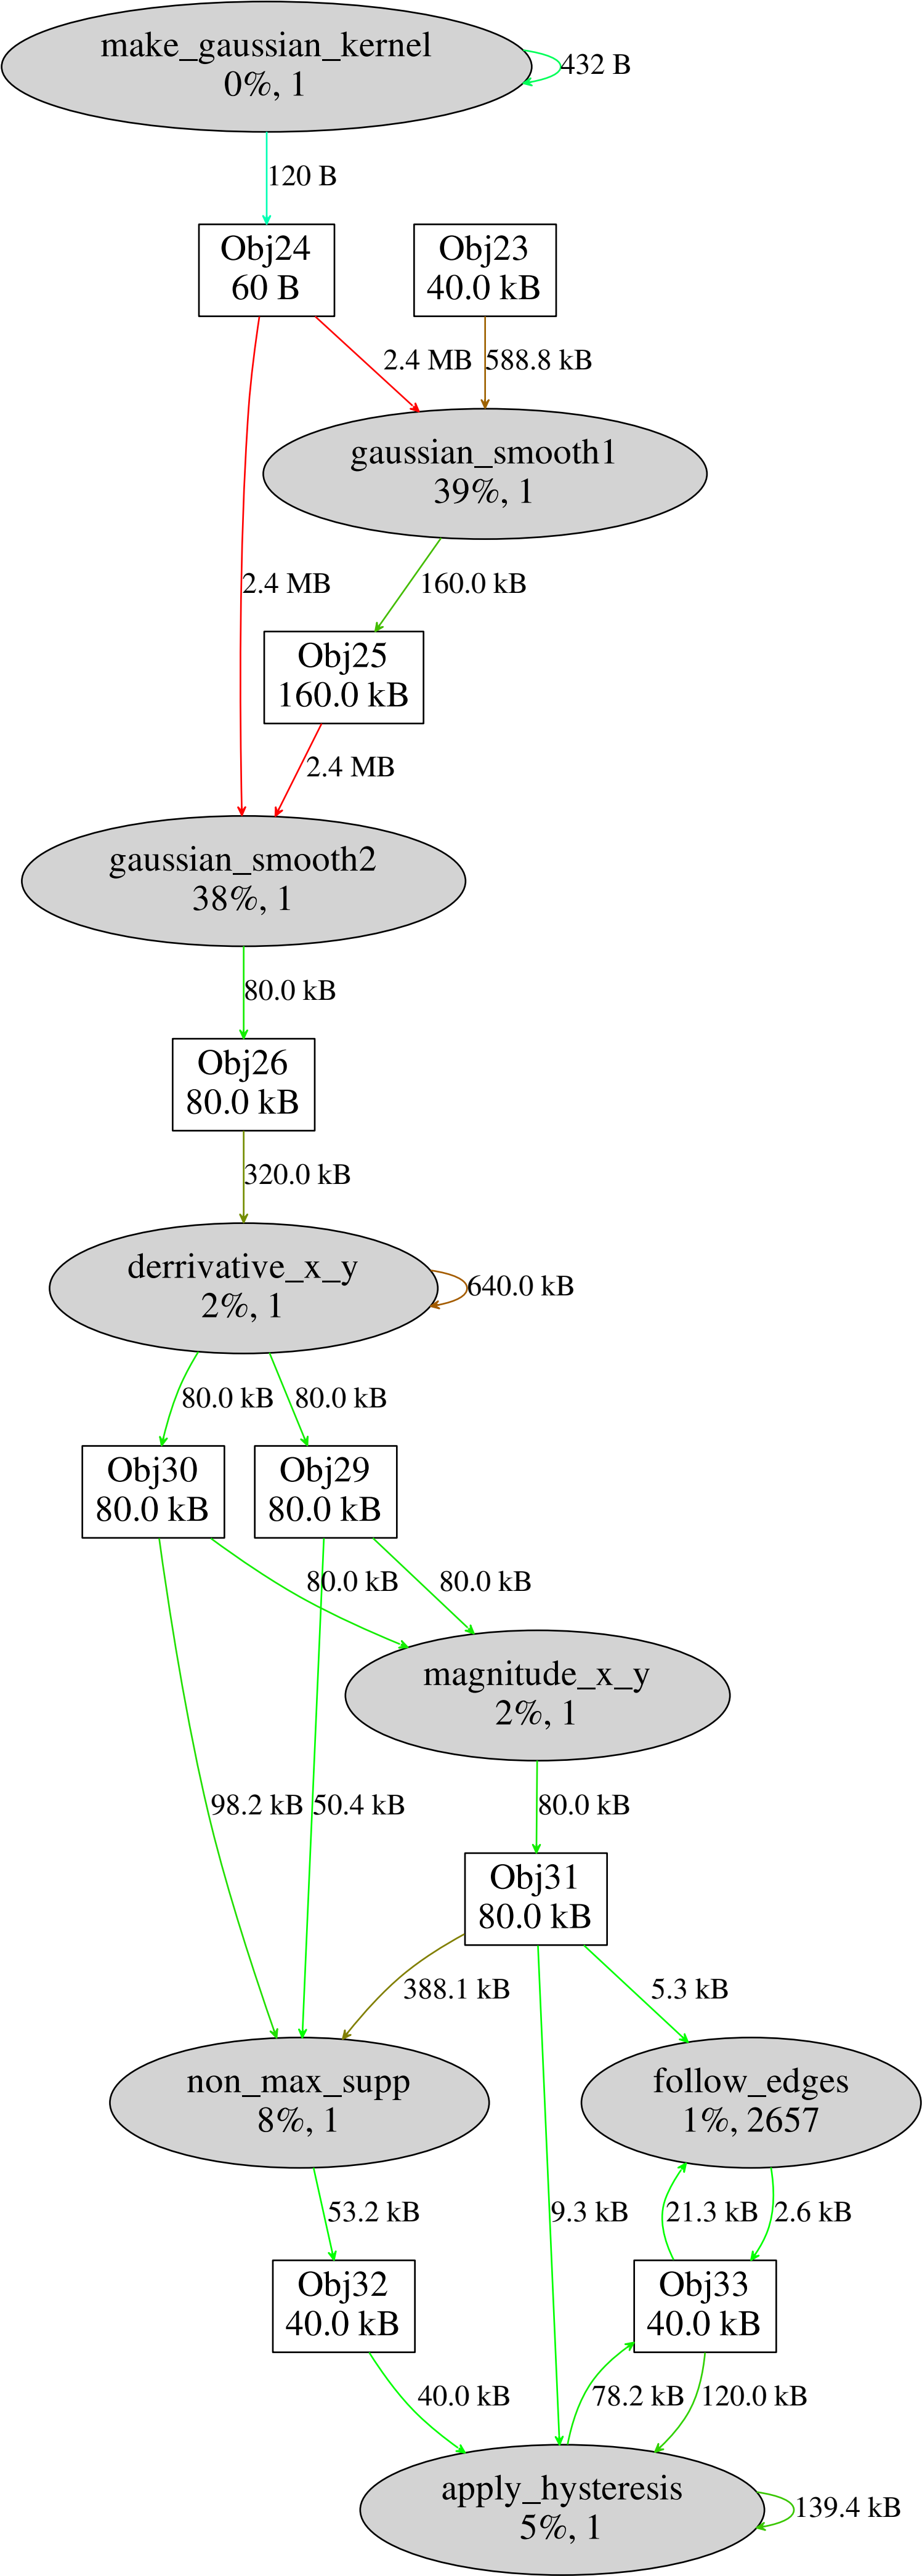 make_gaussian_kernel
0%, 1
432 B
120 B
Obj24
60 B
Obj23
40.0 kB
2.4 MB
588.8 kB
gaussian_smooth1
39%, 1
2.4 MB
160.0 kB
Obj25
160.0 kB
2.4 MB
gaussian_smooth2
38%, 1
80.0 kB
Obj26
80.0 kB
320.0 kB
derrivative_x_y
2%, 1
640.0 kB
80.0 kB
80.0 kB
Obj30
80.0 kB
Obj29
80.0 kB
80.0 kB
80.0 kB
magnitude_x_y
2%, 1
98.2 kB
50.4 kB
80.0 kB
Obj31
80.0 kB
388.1 kB
5.3 kB
non_max_supp
8%, 1
follow_edges
1%, 2657
53.2 kB
9.3 kB
21.3 kB
2.6 kB
Obj32
40.0 kB
Obj33
40.0 kB
40.0 kB
78.2 kB
120.0 kB
apply_hysteresis
5%, 1
139.4 kB